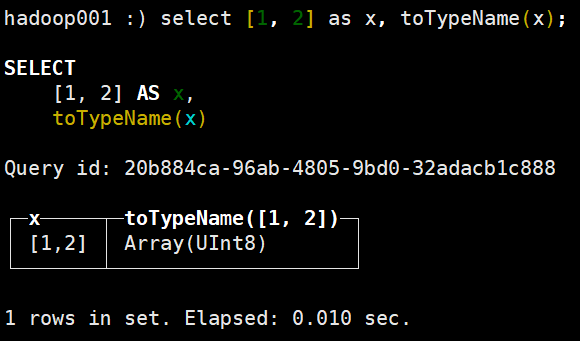 hadoop001 :) select [1, 2] as x, toTypeName(x);
SELECT
[1, 2] AS x,
toTypeName(x)
Query id: 20b884ca-96ab-4805-9bd0-32adacb1c888
x toTypeName([1, 2])
[1,2] Array(UInt8)
1 rows in set. Elapsed: 0.010 sec.